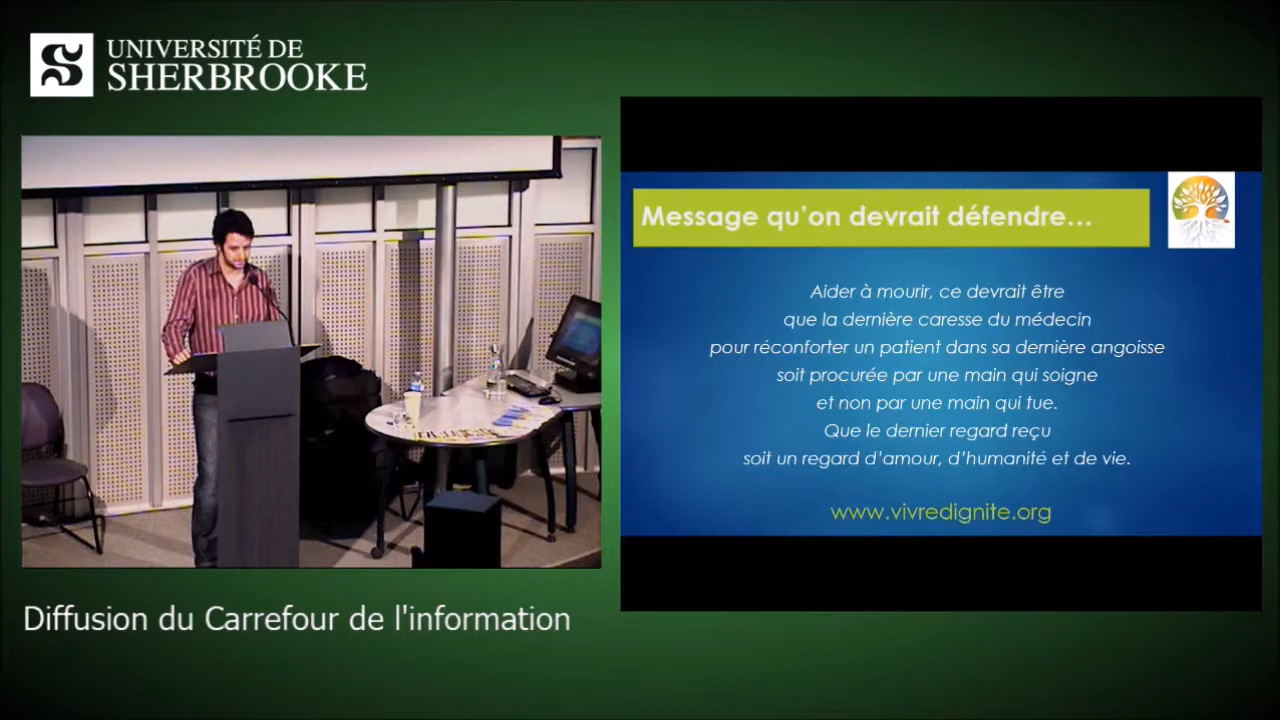 UNIVERSITÉ DE
SHERBROOKE
Message qu'on devrait défendre...
Aider à mourir, ce devrait être
que la dernière caresse du médecin
pour réconforter un patient dans sa dernière angoisse
soit procurée par une main qui soigne
et non par une main qui tue.
Que le dernier regard reçu
soit un regard d'amour, d'humanité et de vie.
www.vivredignite.org
Diffusion du Carrefour de l'information